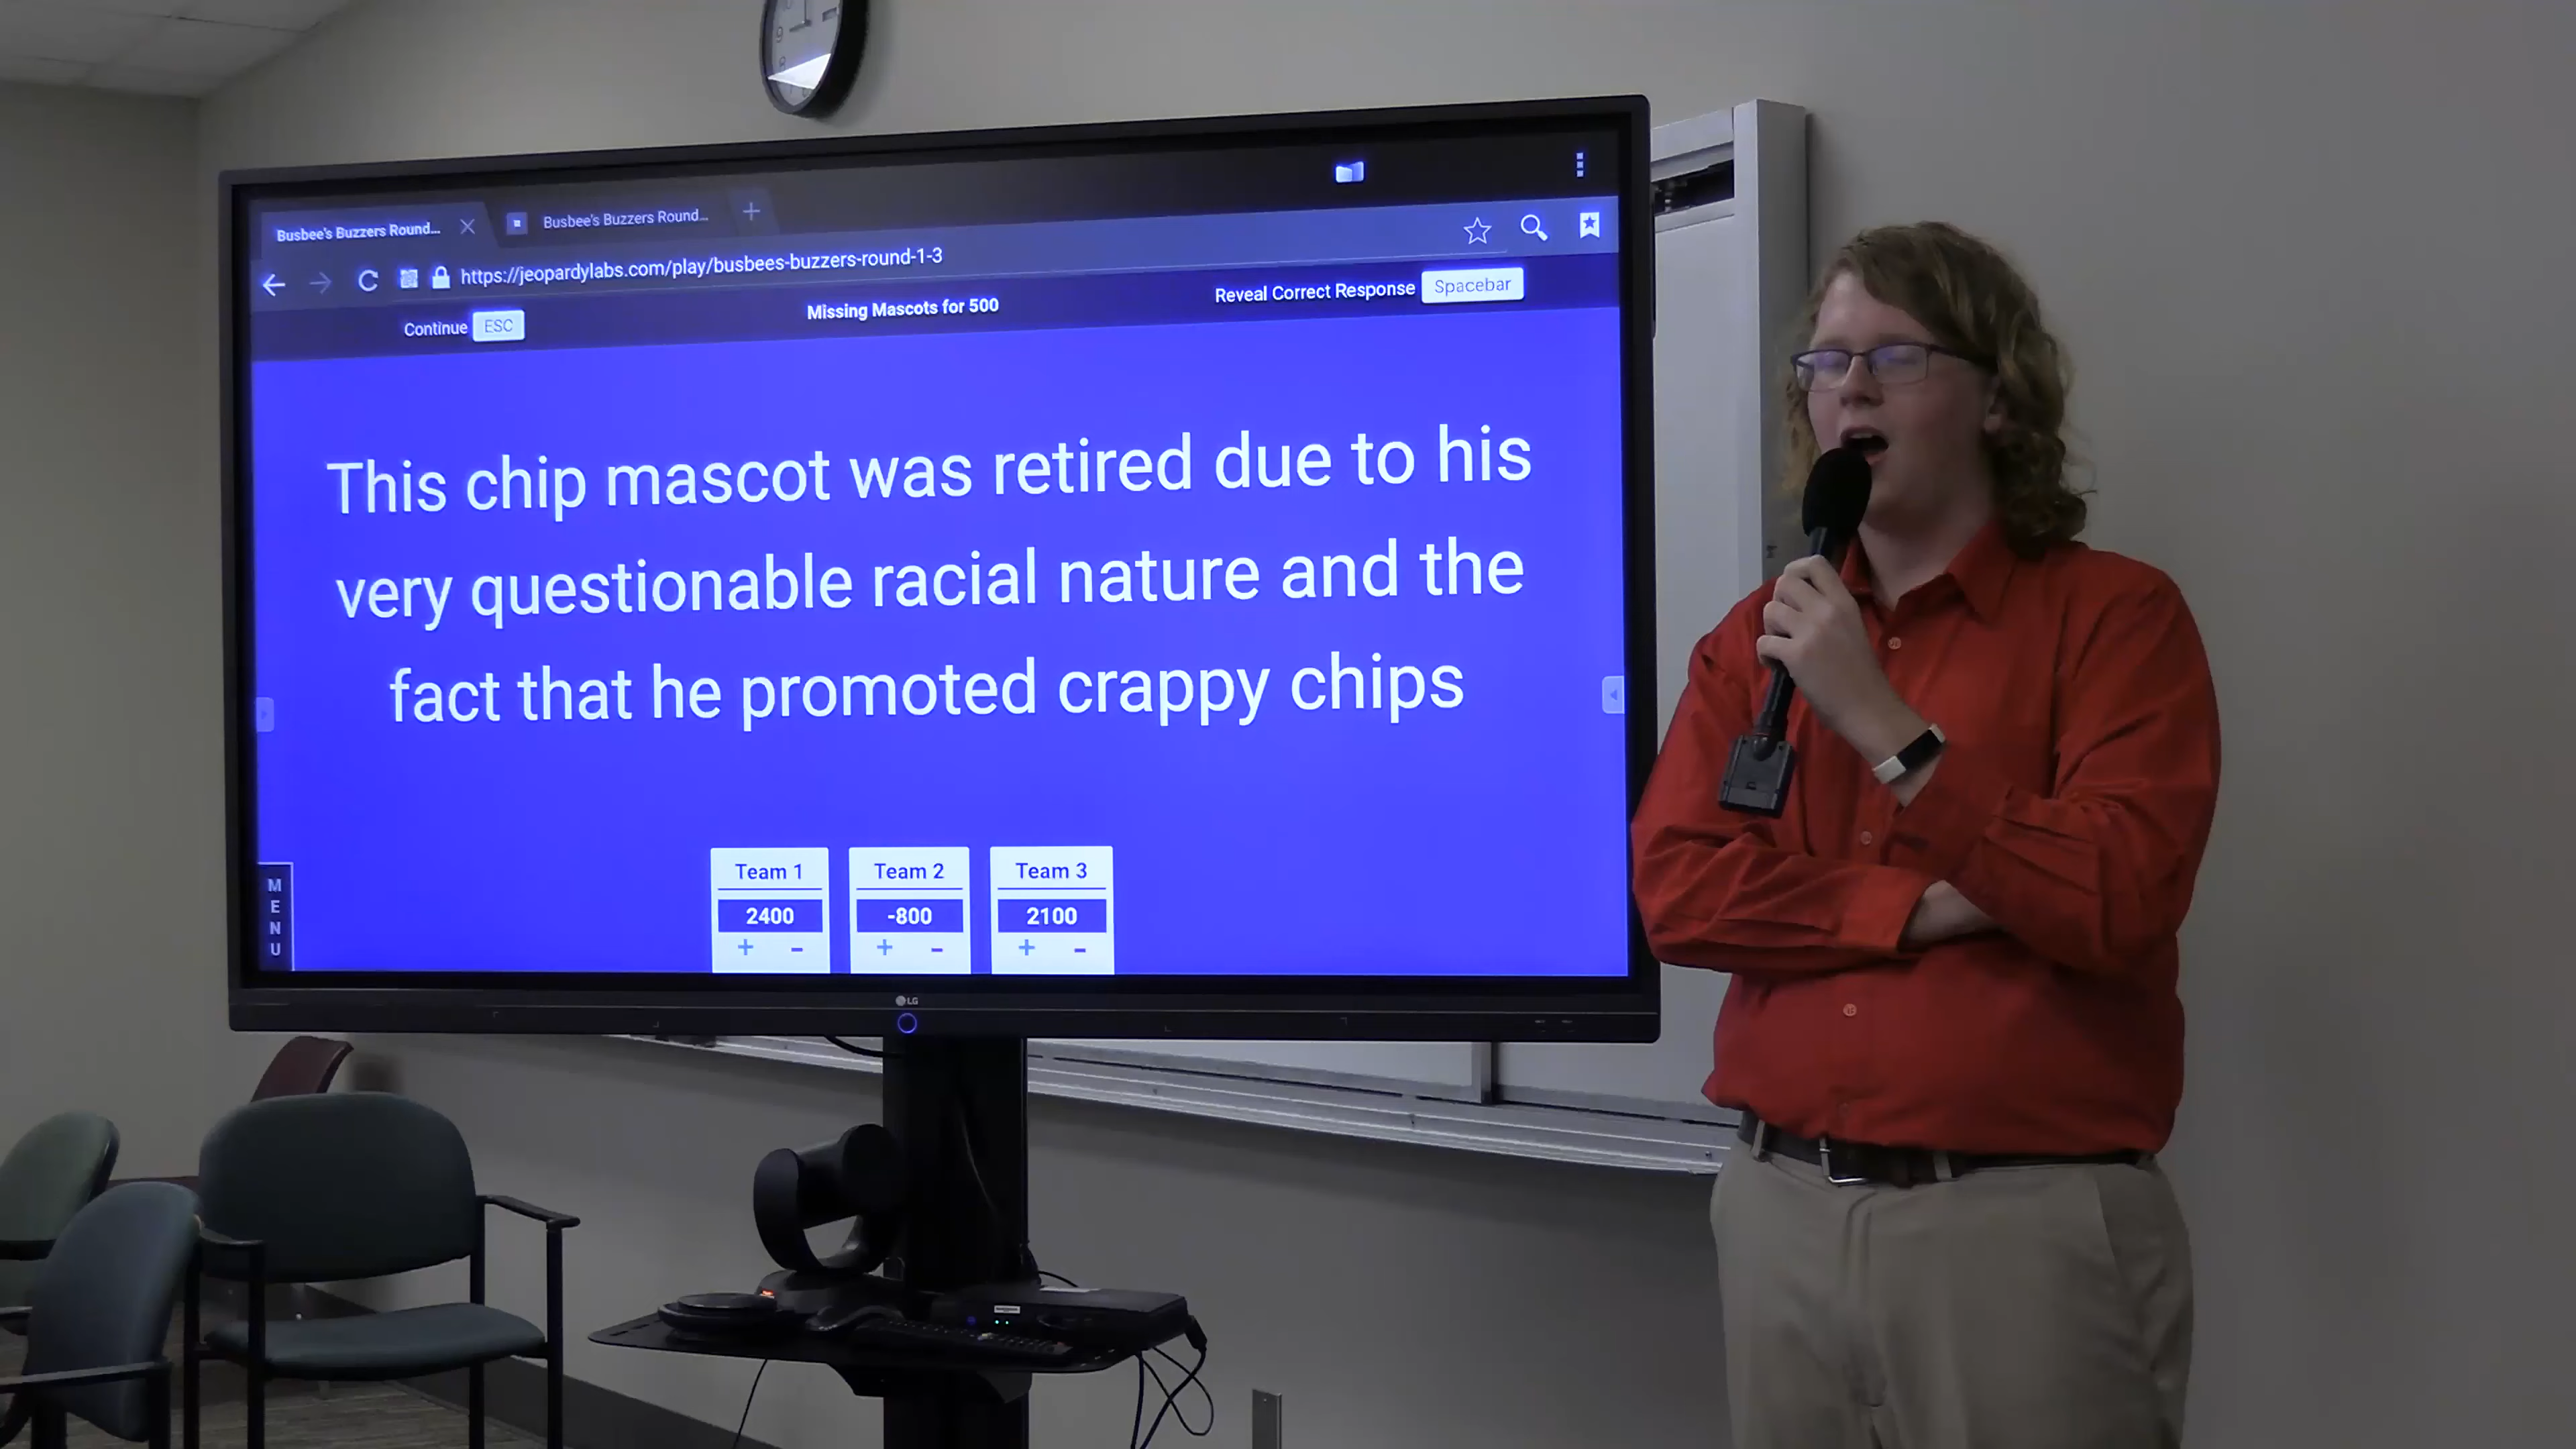 Busbee's Buzzers Round...
Busbee's Buzzers Round...
https://jeopardylabs.com/play/busbees-buzzers-round-1-3
Continue ESC
Missing Mascots for 500
Reveal Correct Response Spacebar
This chip mascot was retired due to his
very questionable racial nature and the
fact that he promoted crappy chips
MENU
Team 1
2400
+ -
Team 2
-800
+ -
Team 3
2100
+ -
LG